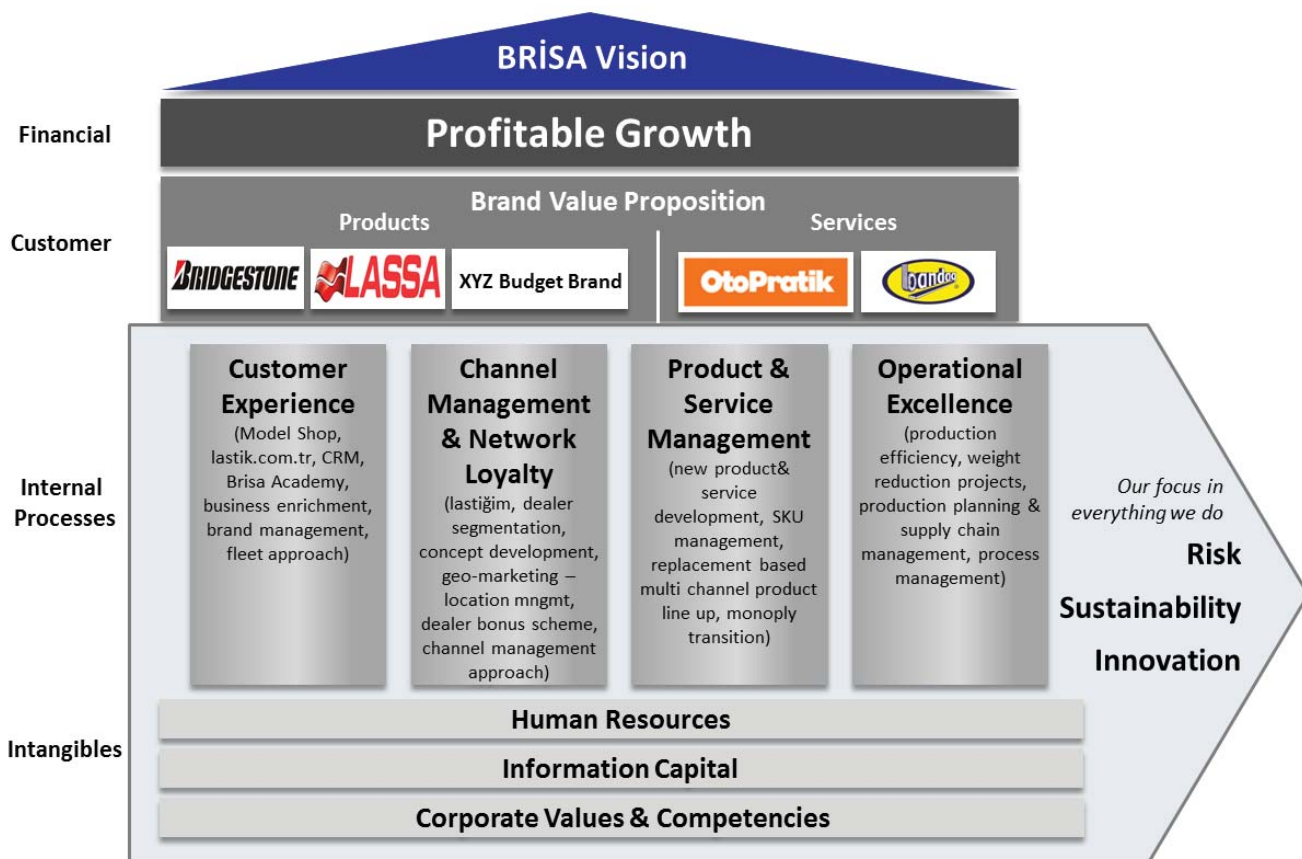 BRİSA Vision
Financial
Profitable Growth
Customer
Brand Value Proposition
Products
Services
BRIDGESTONE
LASSA
XYZ Budget Brand
OtoPratik
bandag
Internal
Processes
Customer
Experience
(Model Shop,
lastik.com.tr, CRM,
Brisa Academy,
business enrichment,
brand management,
fleet approach)
Channel
Management
& Network
Loyalty
(lastiğim, dealer
segmentation,
concept development,
geo-marketing –
location mngmt,
dealer bonus scheme,
channel management
approach)
Product &
Service
Management
(new product&
service
development, SKU
management,
replacement based
multi channel product
line up, monoply
transition)
Operational
Excellence
(production
efficiency, weight
reduction projects,
production planning &
supply chain
management, process
management)
Our focus in
everything we do
Risk
Sustainability
Innovation
Intangibles
Human Resources
Information Capital
Corporate Values & Competencies